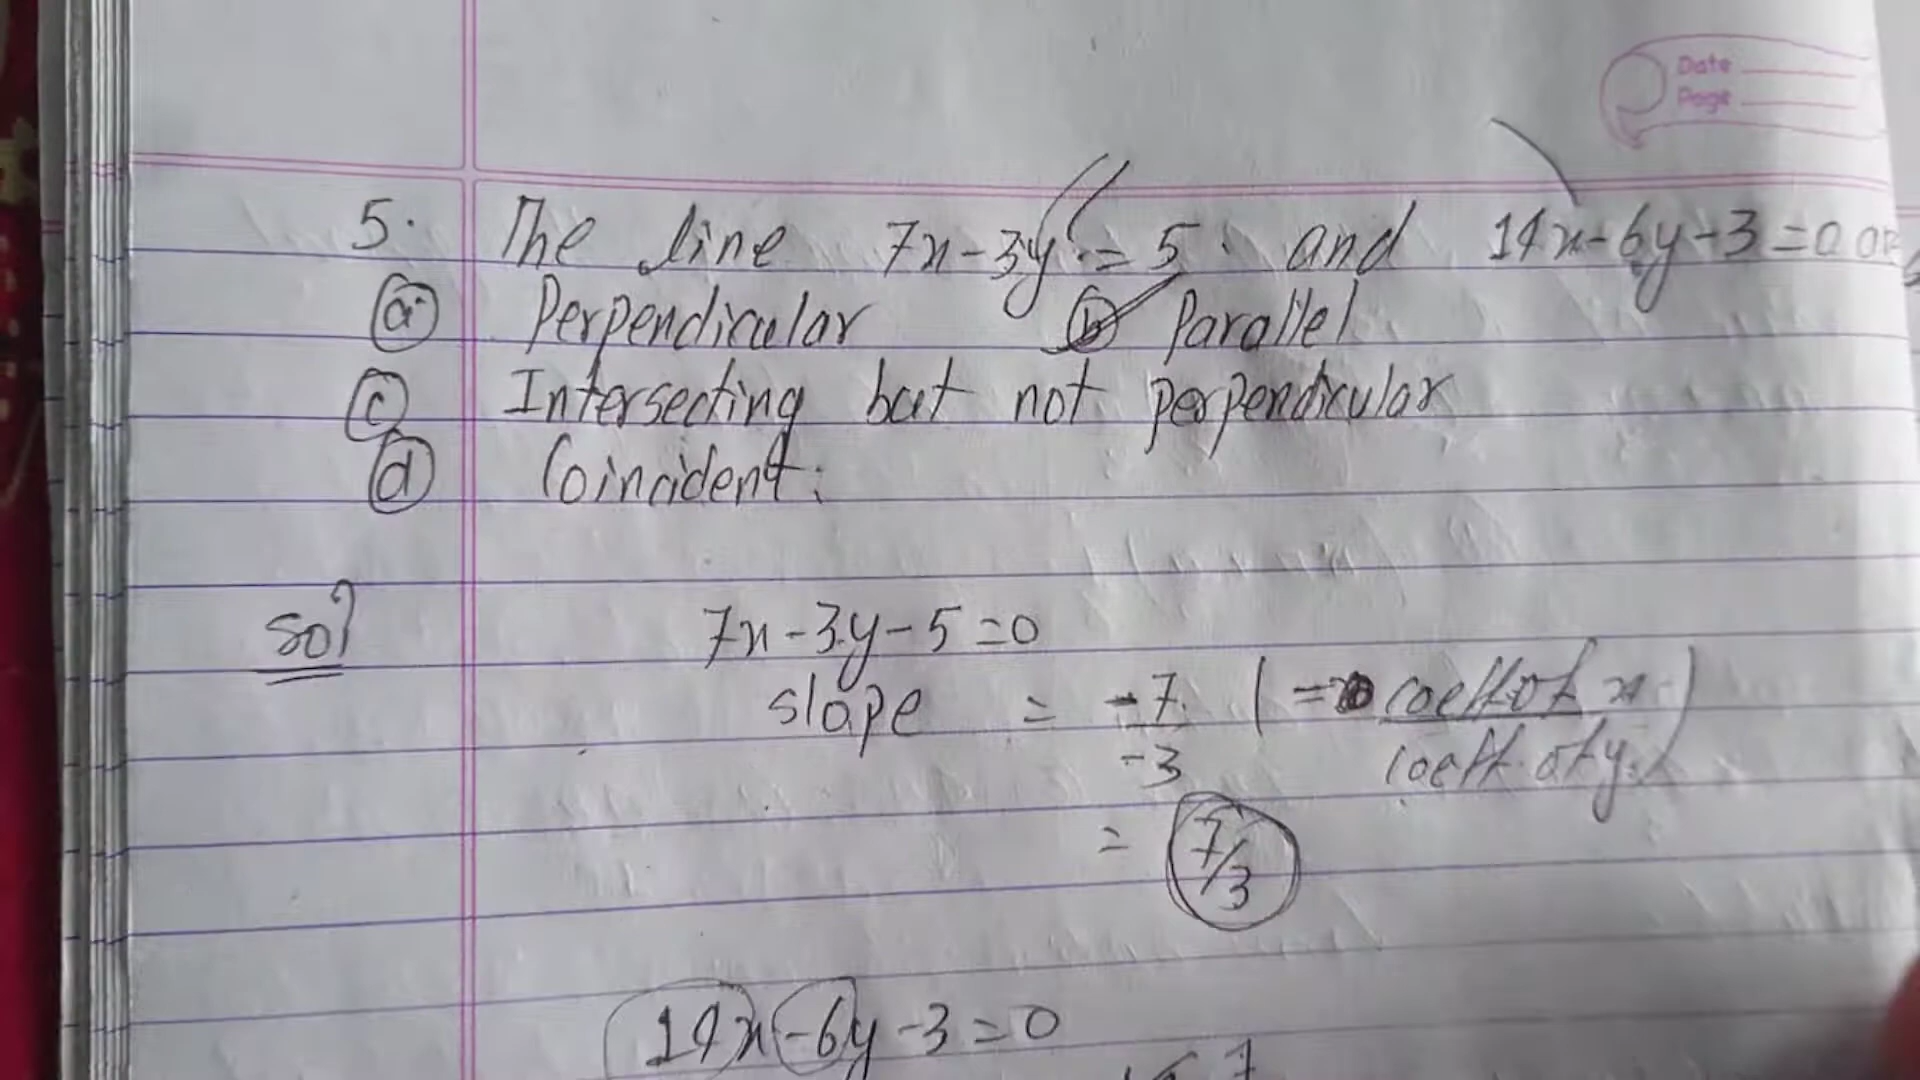 Date
Page
5. The line 7x-3y = 5. and 14x-6y-3=0 are
(a) Perpendicular (b) Parallel
(c) Intersecting but not perpendicular
(d) Coincident.
Sol
7x-3y-5=0
slope = -7/-3 (= coeff. of x / coeff. of y.)
= 7/3
14x-6y-3=0
7